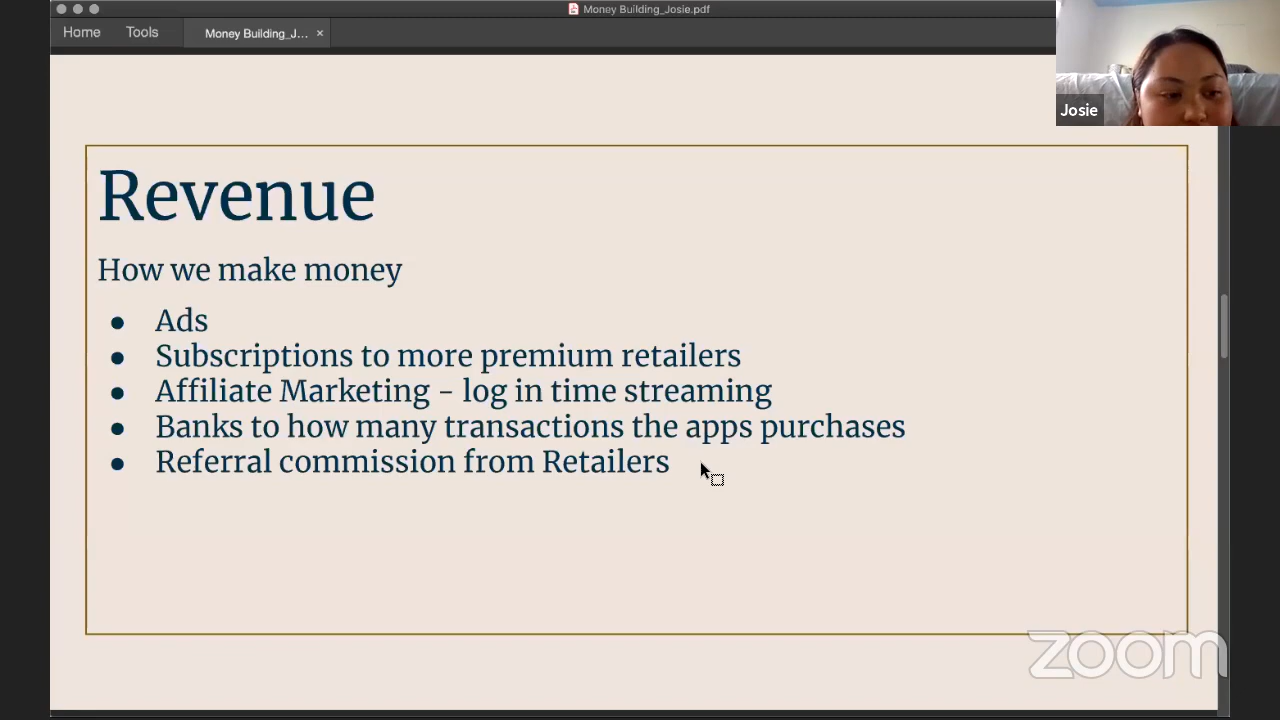 Money Building_Josie.pdf
Home Tools Money Building_J... ×
Josie
Revenue
How we make money
● Ads
● Subscriptions to more premium retailers
● Affiliate Marketing - log in time streaming
● Banks to how many transactions the apps purchases
● Referral commission from Retailers
zoom